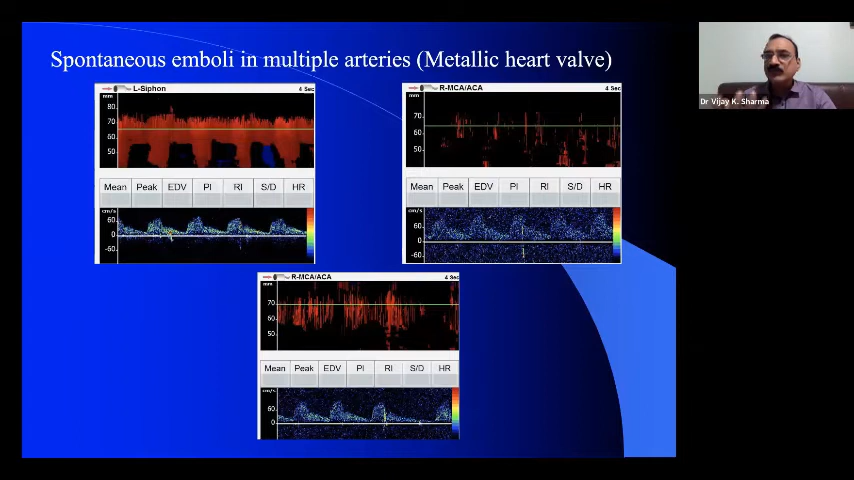 Spontaneous emboli in multiple arteries (Metallic heart valve)
L-Siphon 4 Sec
mm
80
70
60
50
Mean Peak EDV PI RI S/D HR
cm/s
60
0
-60
R-MCA/ACA 4 Sec
mm
70
60
50
Mean Peak EDV PI RI S/D HR
cm/s
60
0
-60
R-MCA/ACA 4 Sec
mm
70
60
50
Mean Peak EDV PI RI S/D HR
cm/s
60
0
Dr Vijay K. Sharma